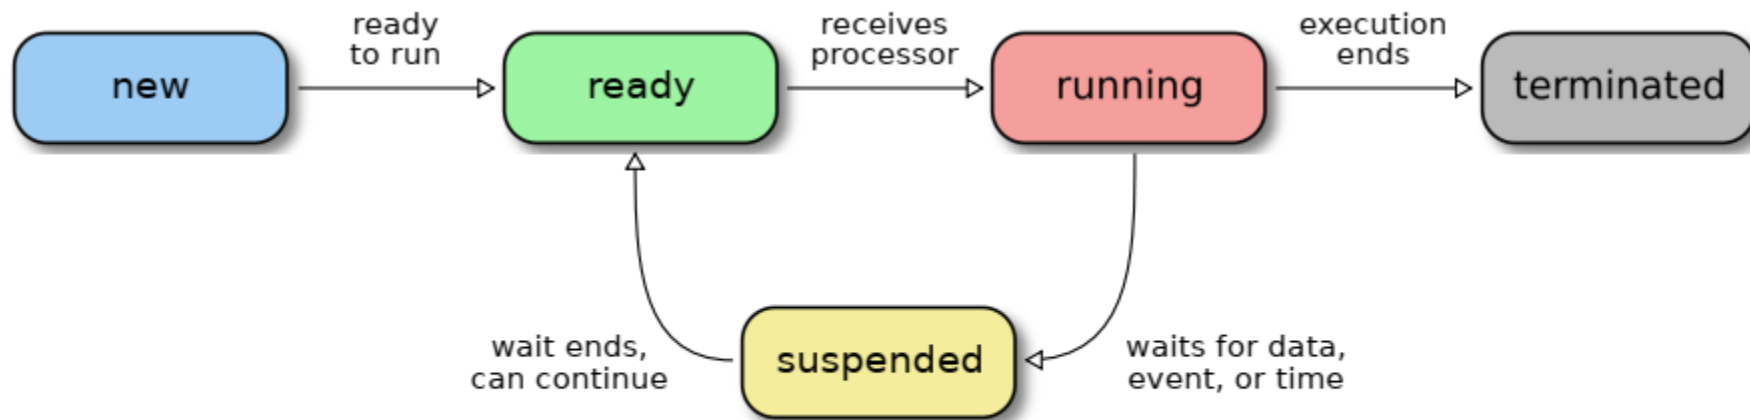 ready
to run
receives
processor
execution
ends
new
ready
running
terminated
wait ends,
can continue
suspended
waits for data,
event, or time